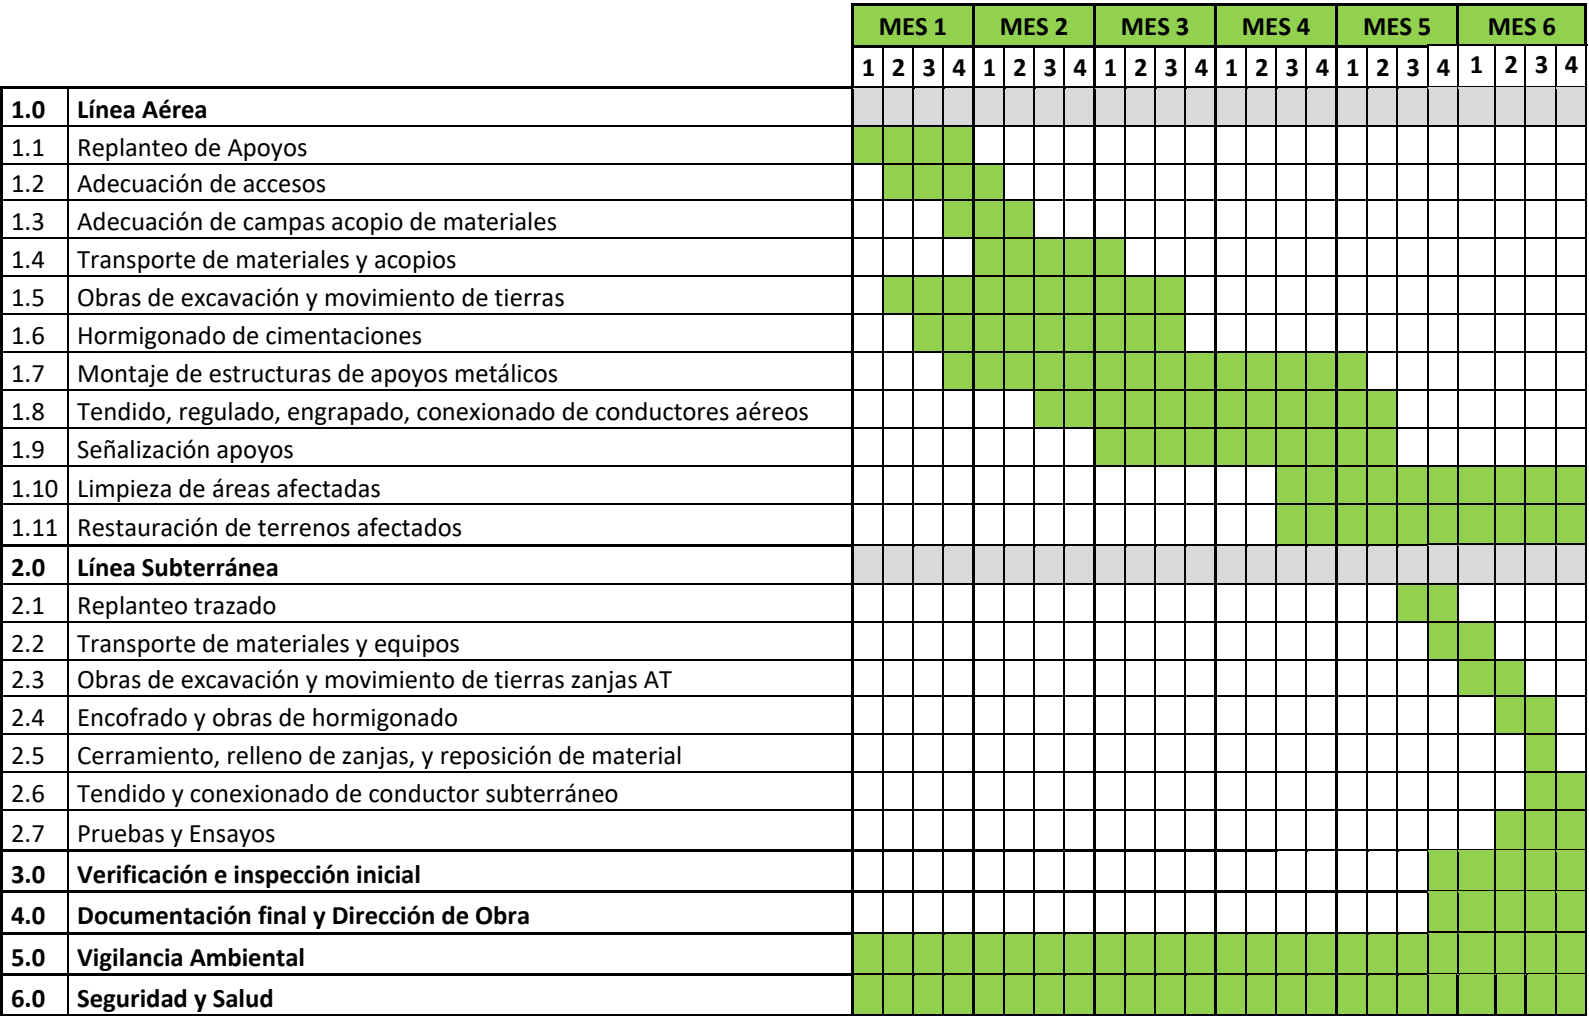 MES 1 MES 2 MES 3 MES 4 MES 5 MES 6
1 2 3 4 1 2 3 4 1 2 3 4 1 2 3 4 1 2 3 4 1 2 3 4
1.0 Línea Aérea
1.1 Replanteo de Apoyos
1.2 Adecuación de accesos
1.3 Adecuación de campas acopio de materiales
1.4 Transporte de materiales y acopios
1.5 Obras de excavación y movimiento de tierras
1.6 Hormigonado de cimentaciones
1.7 Montaje de estructuras de apoyos metálicos
1.8 Tendido, regulado, engrapado, conexionado de conductores aéreos
1.9 Señalización apoyos
1.10 Limpieza de áreas afectadas
1.11 Restauración de terrenos afectados
2.0 Línea Subterránea
2.1 Replanteo trazado
2.2 Transporte de materiales y equipos
2.3 Obras de excavación y movimiento de tierras zanjas AT
2.4 Encofrado y obras de hormigonado
2.5 Cerramiento, relleno de zanjas, y reposición de material
2.6 Tendido y conexionado de conductor subterráneo
2.7 Pruebas y Ensayos
3.0 Verificación e inspección inicial
4.0 Documentación final y Dirección de Obra
5.0 Vigilancia Ambiental
6.0 Seguridad y Salud